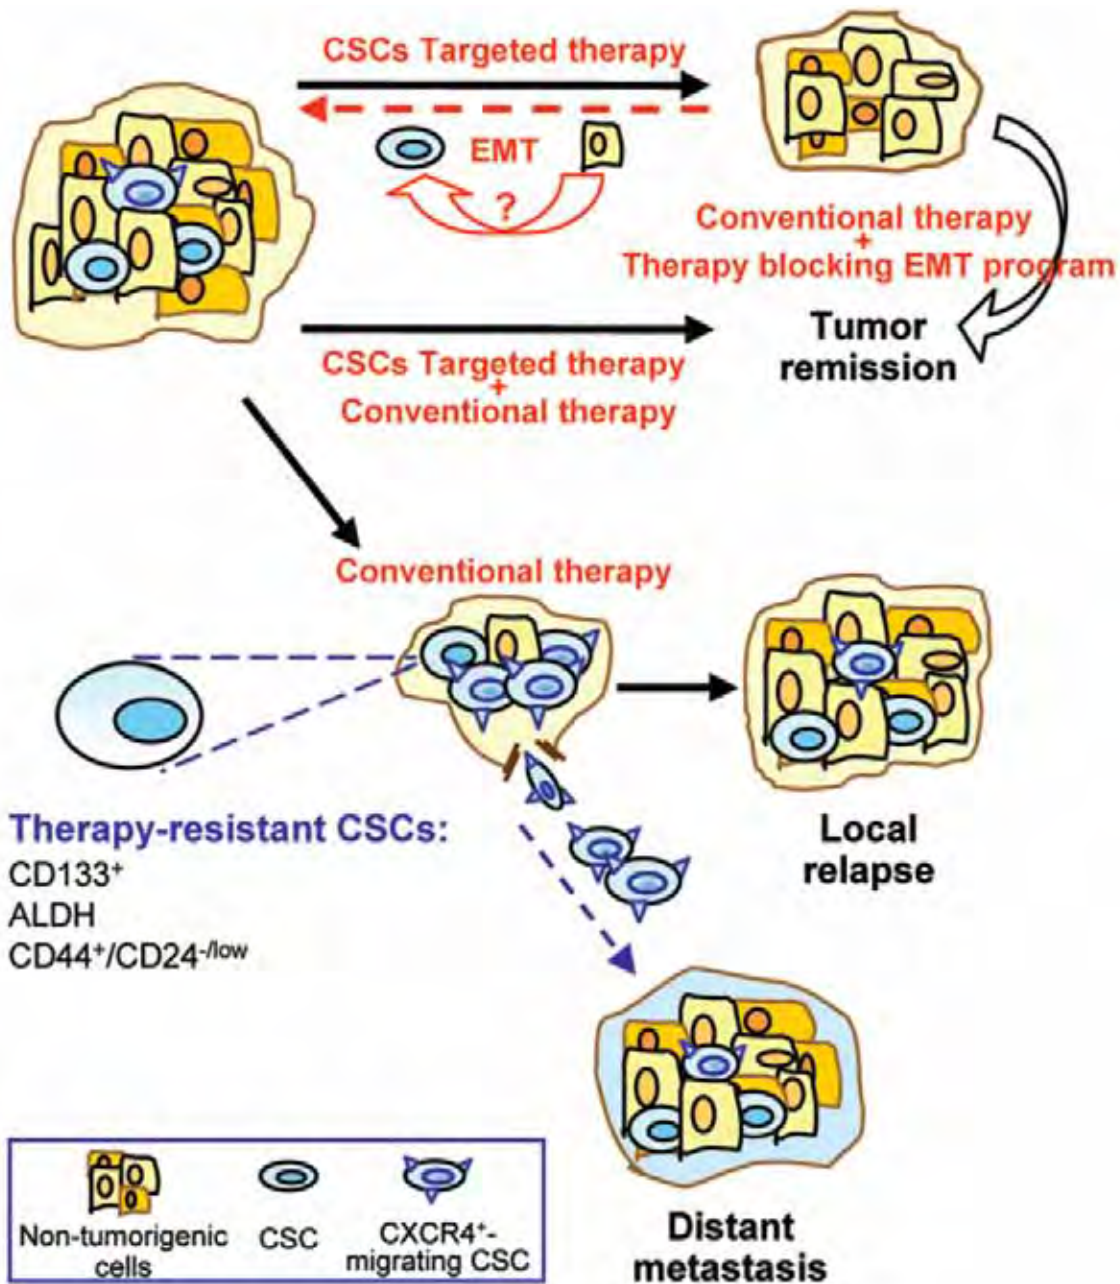 CSCs Targeted therapy
EMT
?
Conventional therapy
+
Therapy blocking EMT program
Tumor
remission
CSCs Targeted therapy
+
Conventional therapy
Conventional therapy
Therapy-resistant CSCs:
CD133⁺
ALDH
CD44⁺/CD24⁻/ˡᵒʷ
Local
relapse
Distant
metastasis
Non-tumorigenic
cells
CSC
CXCR4⁺-
migrating CSC